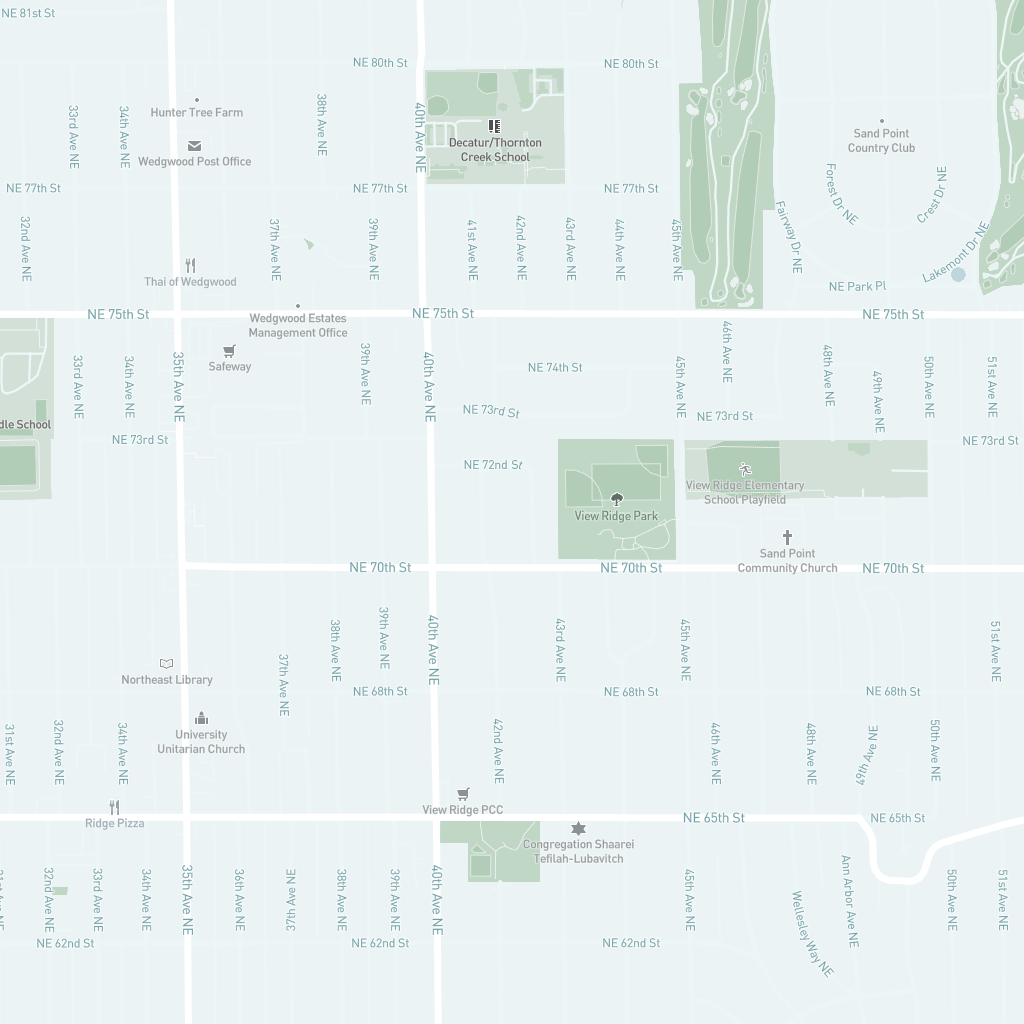 NE 81st St
NE 80th St
NE 80th St
Hunter Tree Farm
33rd Ave NE
34th Ave NE
38th Ave NE
40th Ave NE
Decatur/Thornton
Creek School
Sand Point
Country Club
Wedgwood Post Office
NE 77th St
NE 77th St
NE 77th St
Forest Dr NE
Crest Dr NE
32nd Ave NE
37th Ave NE
39th Ave NE
41st Ave NE
42nd Ave NE
43rd Ave NE
44th Ave NE
45th Ave NE
Fairway Dr NE
Lakemont Dr NE
Thai of Wedgwood
NE Park Pl
NE 75th St
NE 75th St
NE 75th St
Wedgwood Estates
Management Office
Safeway
33rd Ave NE
34th Ave NE
35th Ave NE
39th Ave NE
40th Ave NE
NE 74th St
45th Ave NE
46th Ave NE
48th Ave NE
49th Ave NE
50th Ave NE
51st Ave NE
NE 73rd St
NE 73rd St
dle School
NE 73rd St
NE 73rd St
NE 72nd St
View Ridge Elementary
School Playfield
View Ridge Park
Sand Point
Community Church
NE 70th St
NE 70th St
NE 70th St
38th Ave NE
39th Ave NE
40th Ave NE
43rd Ave NE
45th Ave NE
51st Ave NE
Northeast Library
37th Ave NE
NE 68th St
NE 68th St
NE 68th St
31st Ave NE
32nd Ave NE
34th Ave NE
University
Unitarian Church
42nd Ave NE
46th Ave NE
48th Ave NE
49th Ave NE
50th Ave NE
Ridge Pizza
View Ridge PCC
NE 65th St
NE 65th St
Congregation Shaarei
Tefilah-Lubavitch
31st Ave NE
32nd Ave NE
33rd Ave NE
34th Ave NE
35th Ave NE
36th Ave NE
37th Ave NE
38th Ave NE
39th Ave NE
40th Ave NE
45th Ave NE
Wellesley Way NE
Ann Arbor Ave NE
50th Ave NE
51st Ave NE
NE 62nd St
NE 62nd St
NE 62nd St